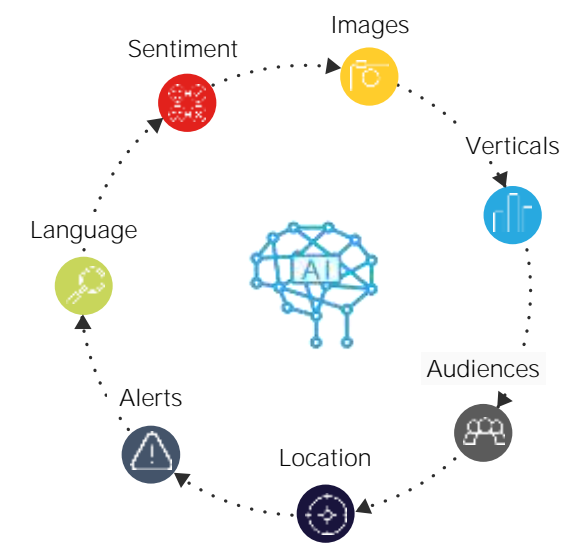 Images
Sentiment
Verticals
Language
AI
Audiences
Alerts
Location